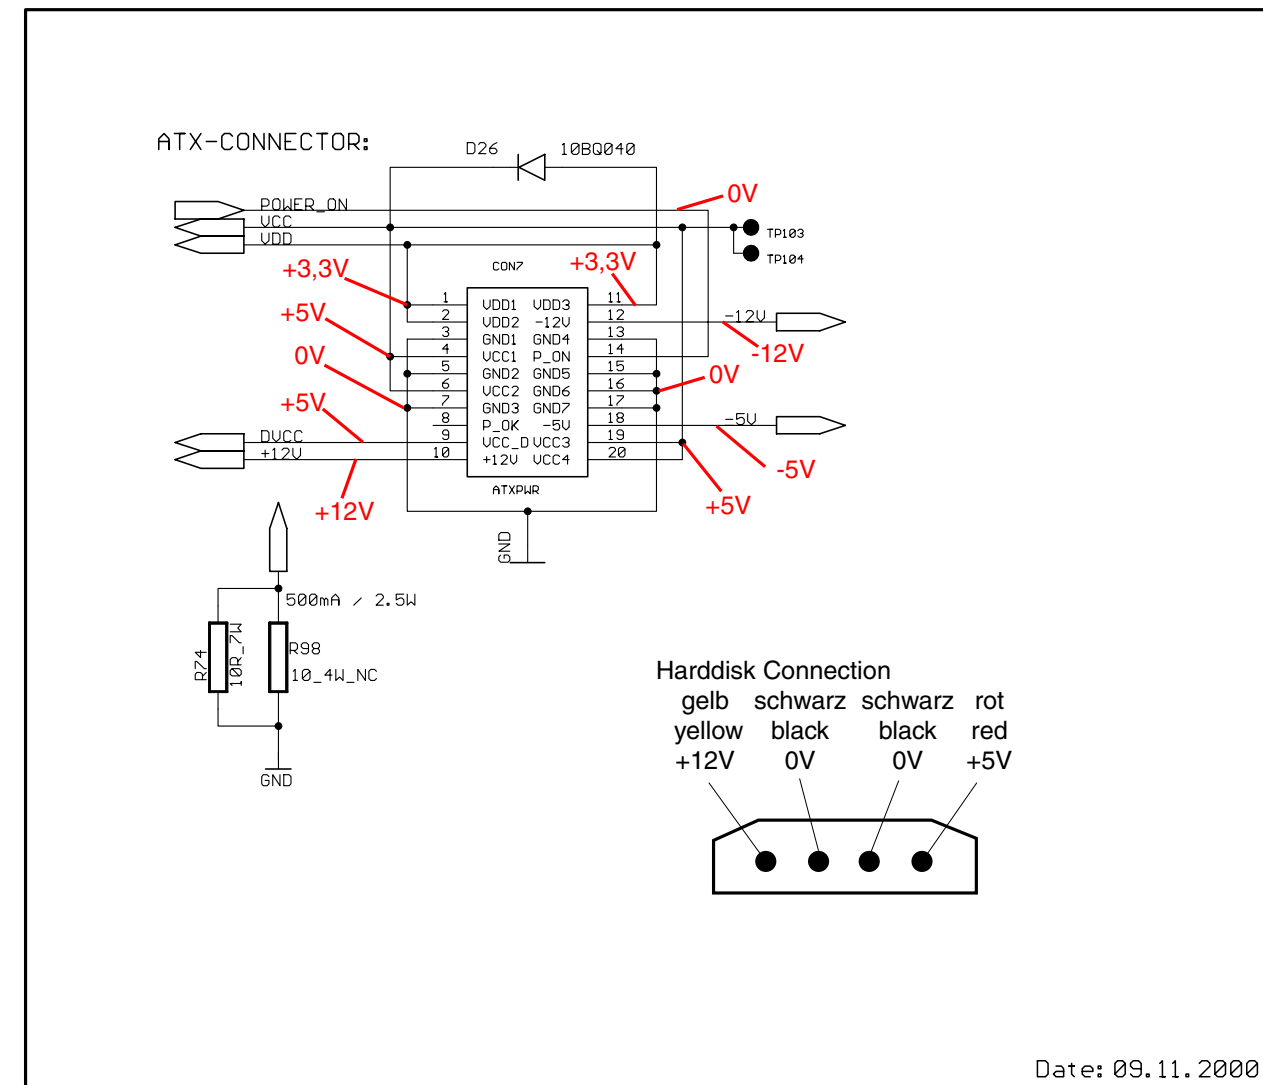 ATX-CONNECTOR:
D26 10BQ040
0V
POWER_ON
VCC
VDD
TP103
TP104
+3,3V CON7 +3,3V
1 VDD1 VDD3 11
2 VDD2 -12V 12 -12V
+5V
3 GND1 GND4 13
4 VCC1 P_ON 14 -12V
0V
5 GND2 GND5 15 0V
6 VCC2 GND6 16
7 GND3 GND7 17
+5V
8 P_OK -5V 18 -5V
DVCC 9 VCC_D VCC3 19
+12V 10 +12V VCC4 20
-5V
ATXPWR
+12V +5V
GND
500mA / 2.5W
R74
10R_7W
R98
10_4W_NC
GND
Harddisk Connection
gelb schwarz schwarz rot
yellow black black red
+12V 0V 0V +5V
Date: 09.11.2000